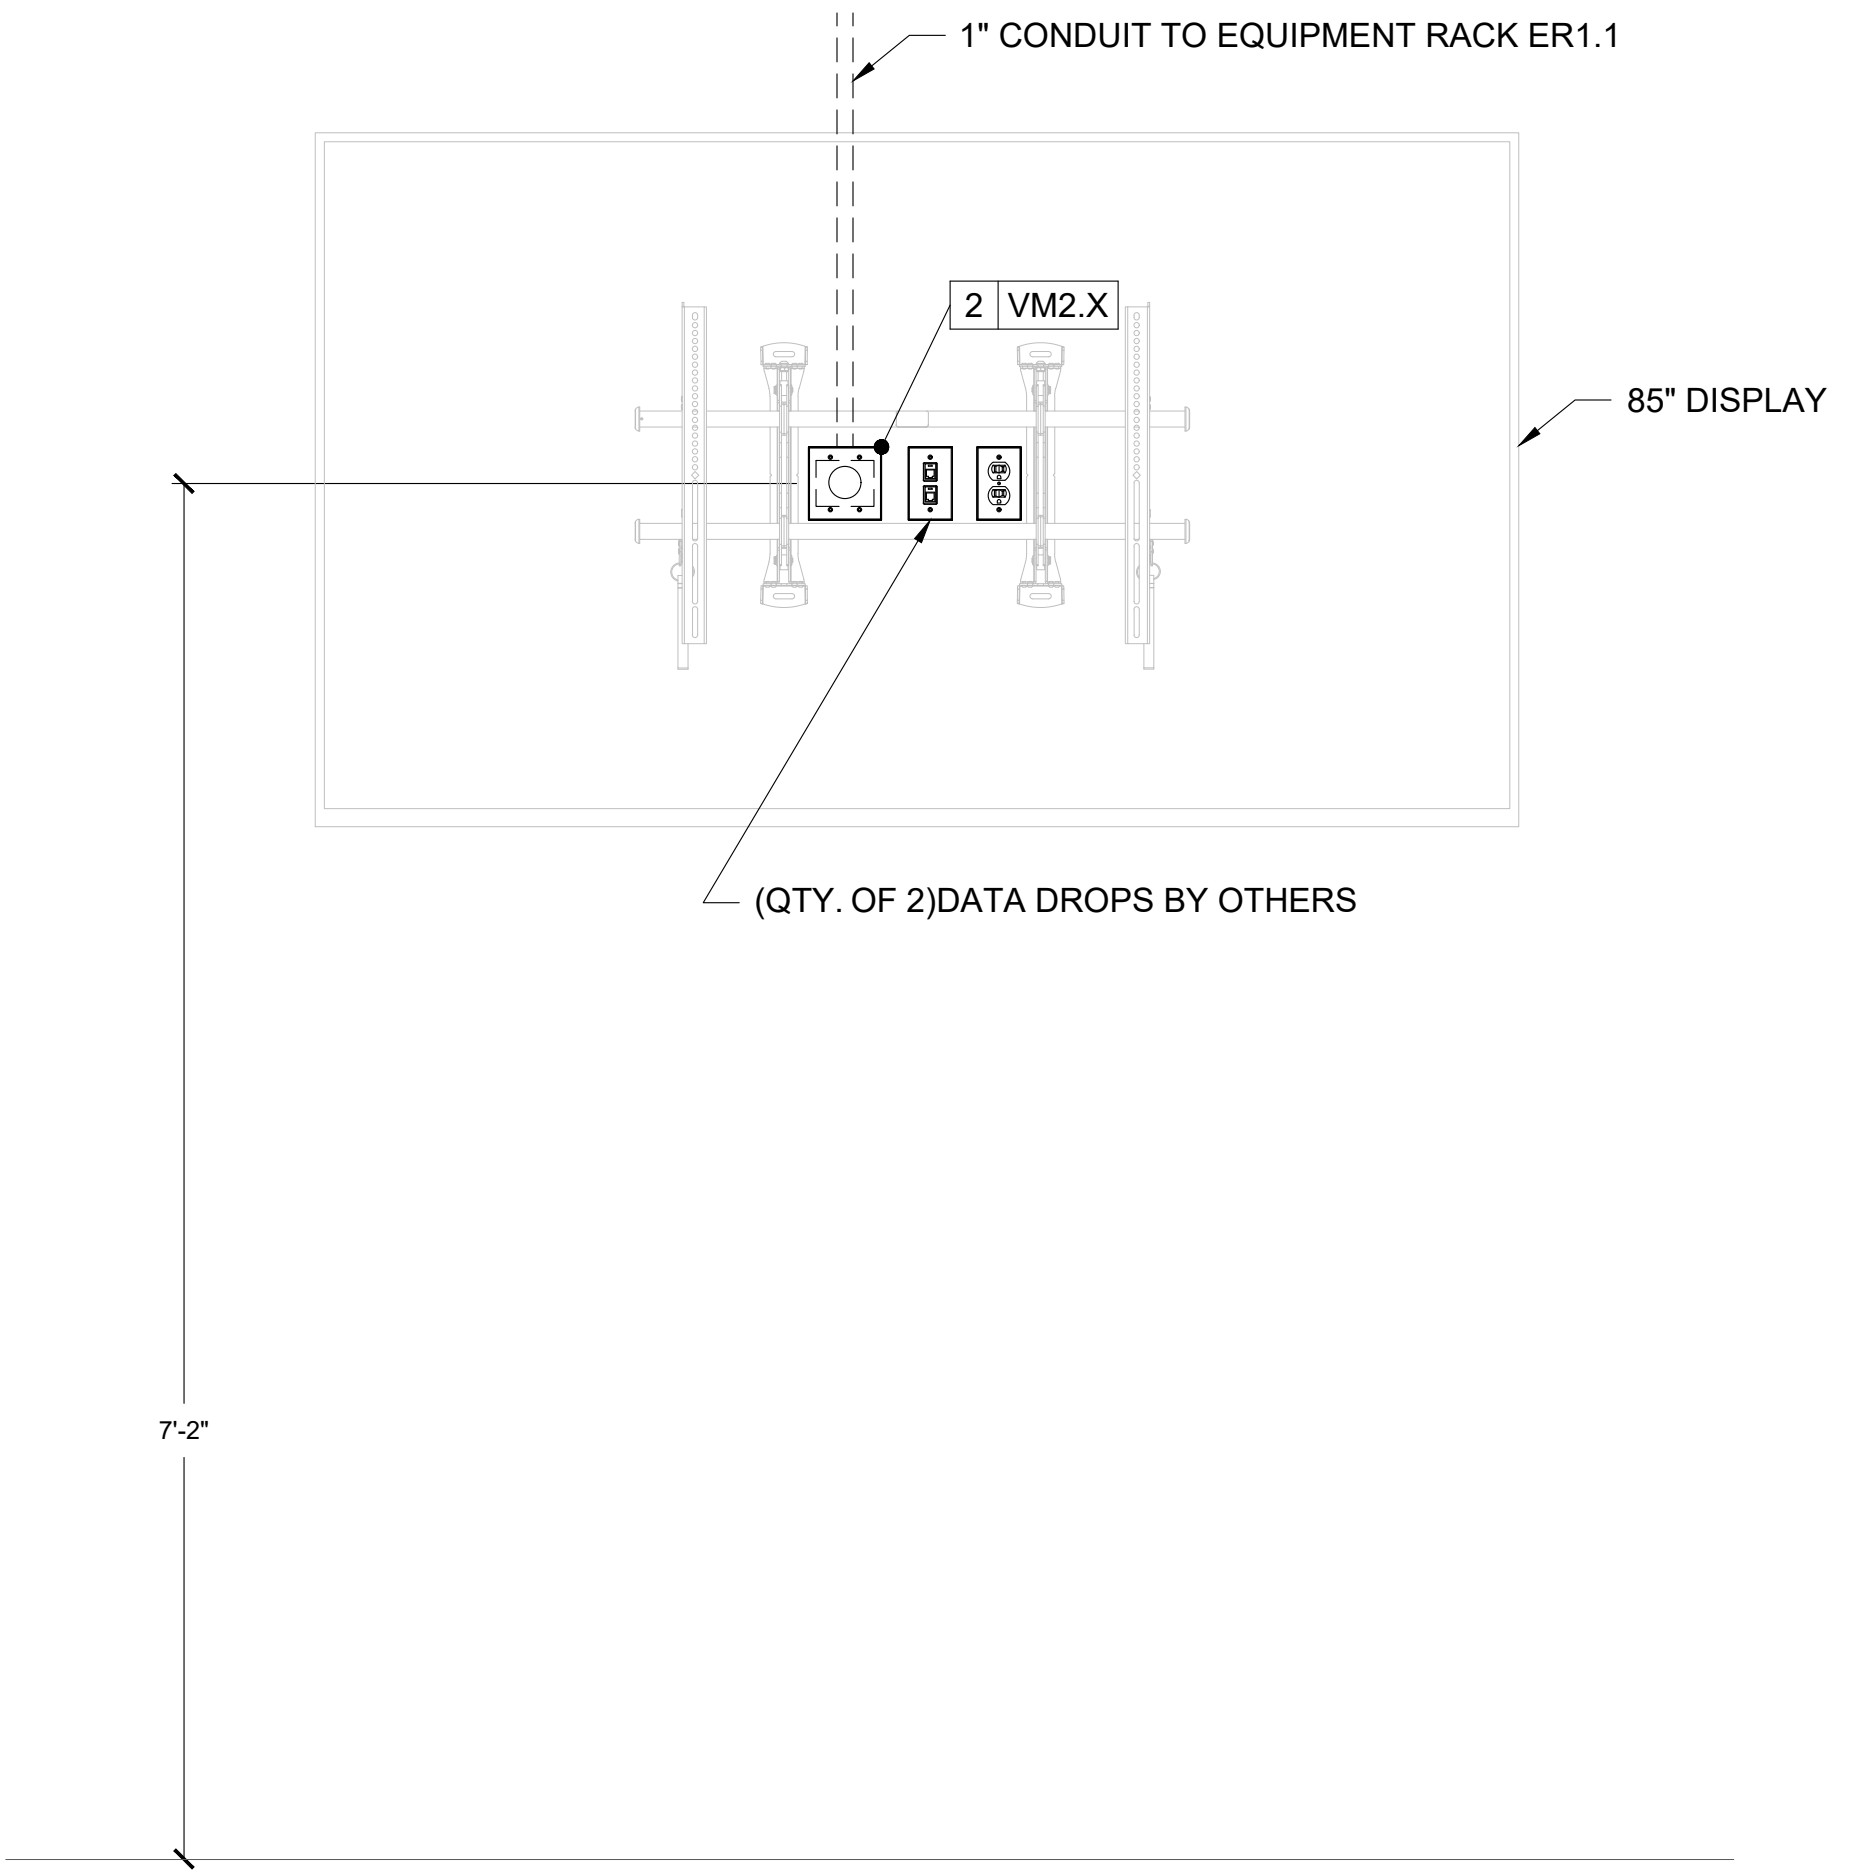 1" CONDUIT TO EQUIPMENT RACK ER1.1
2 VM2.X
85" DISPLAY
(QTY. OF 2)DATA DROPS BY OTHERS
7'-2"